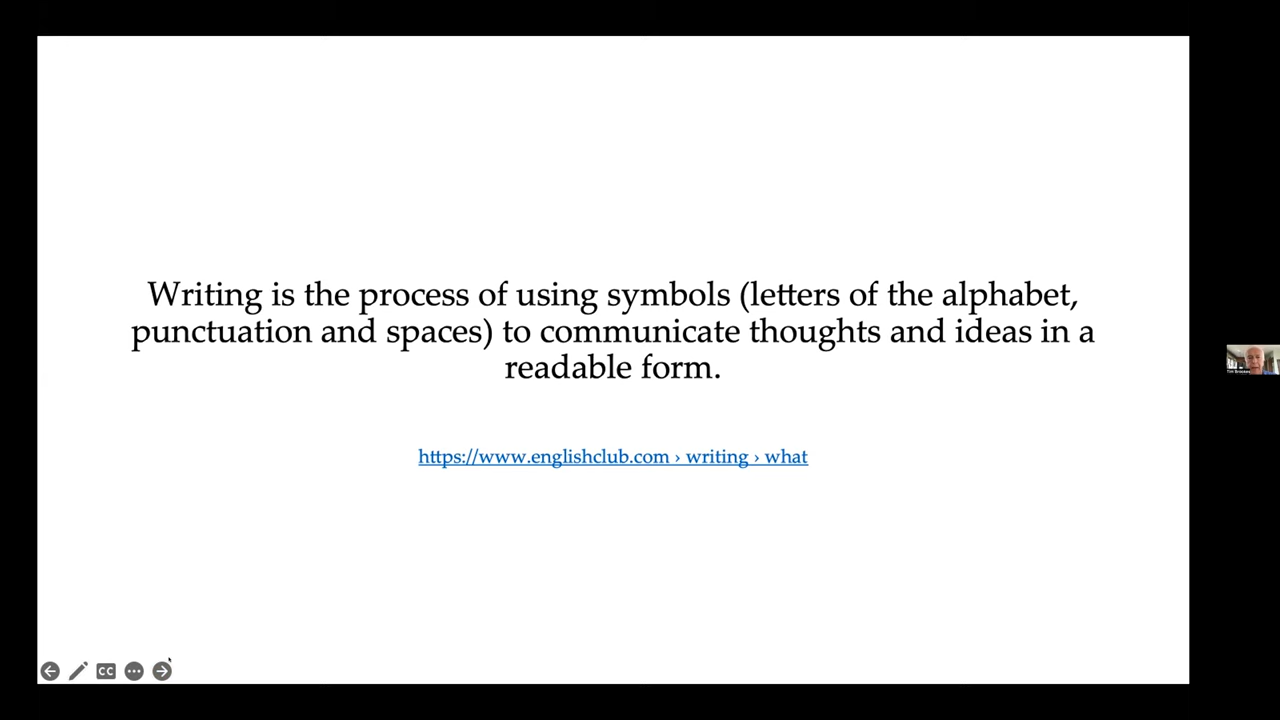 Writing is the process of using symbols (letters of the alphabet,
punctuation and spaces) to communicate thoughts and ideas in a
readable form.
https://www.englishclub.com › writing › what
CC